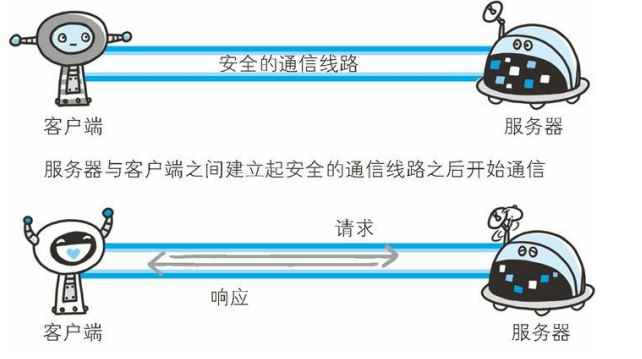 安全的通信线路
客户端
服务器
服务器与客户端之间建立起安全的通信线路之后开始通信
请求
响应
客户端
服务器